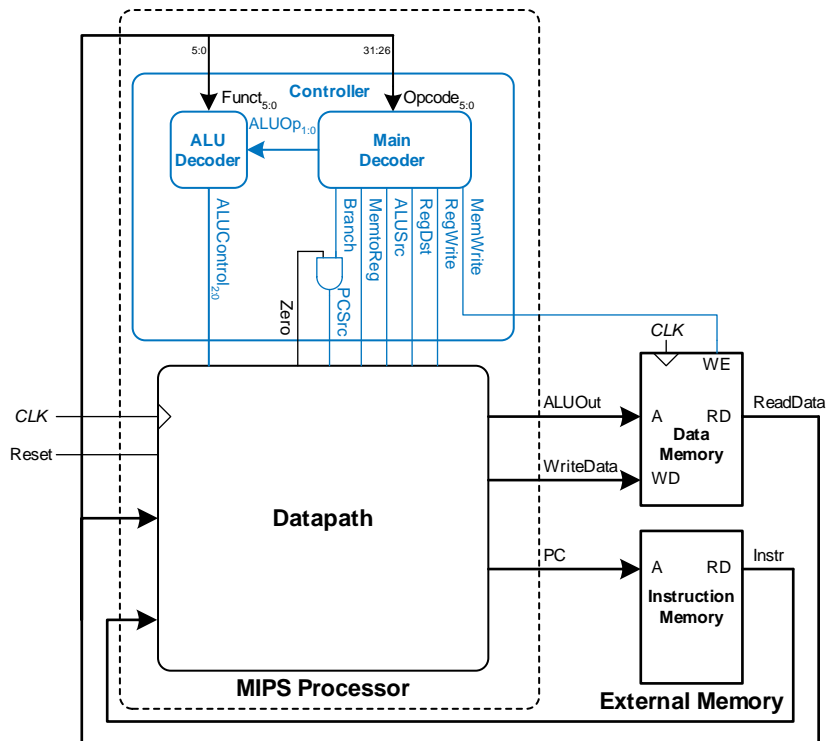 5:0
31:26
Controller
Funct5:0
Opcode5:0
ALUOp1:0
ALU
Decoder
Main
Decoder
ALUControl2:0
Branch
MemtoReg
ALUSrc
RegDst
RegWrite
MemWrite
Zero
PCSrc
CLK
WE
CLK
ALUOut
A
RD
ReadData
Data
Memory
Reset
WriteData
WD
Datapath
PC
A
RD
Instr
Instruction
Memory
MIPS Processor
External Memory